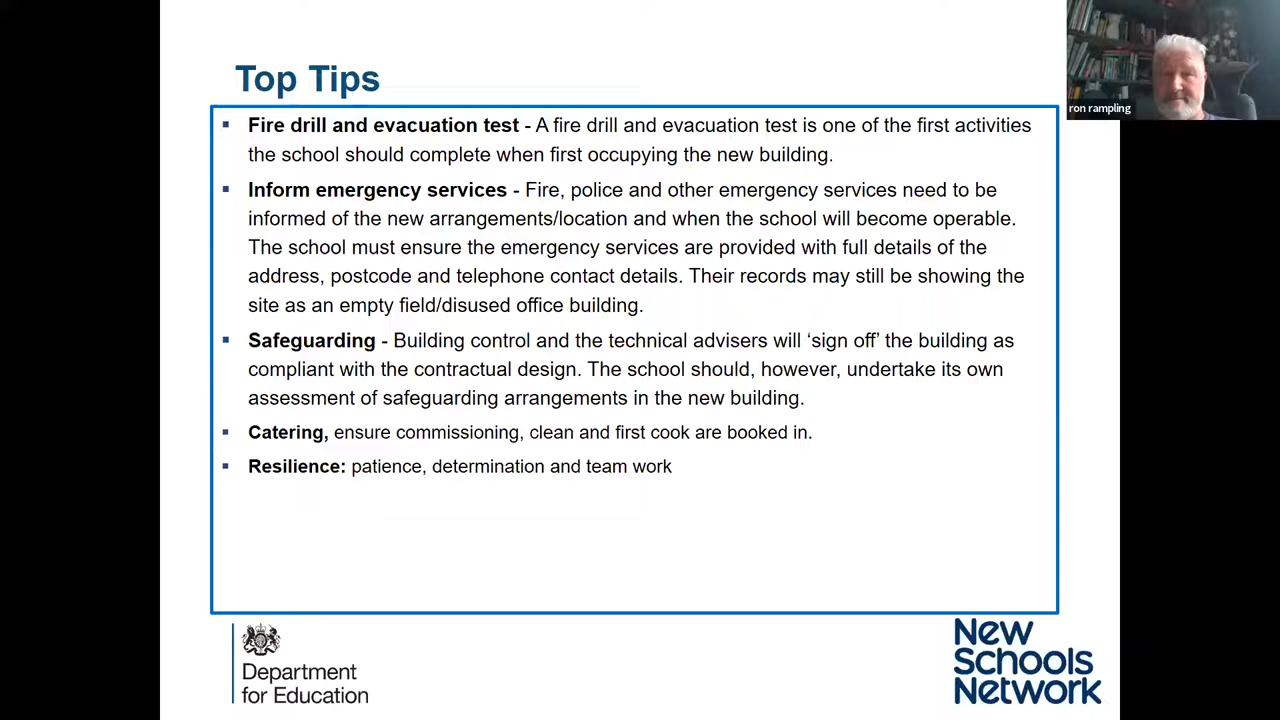 Top Tips
ron rampling
▪ Fire drill and evacuation test - A fire drill and evacuation test is one of the first activities
the school should complete when first occupying the new building.
▪ Inform emergency services - Fire, police and other emergency services need to be
informed of the new arrangements/location and when the school will become operable.
The school must ensure the emergency services are provided with full details of the
address, postcode and telephone contact details. Their records may still be showing the
site as an empty field/disused office building.
▪ Safeguarding - Building control and the technical advisers will ‘sign off’ the building as
compliant with the contractual design. The school should, however, undertake its own
assessment of safeguarding arrangements in the new building.
▪ Catering, ensure commissioning, clean and first cook are booked in.
▪ Resilience: patience, determination and team work
Department
for Education
New
Schools
Network